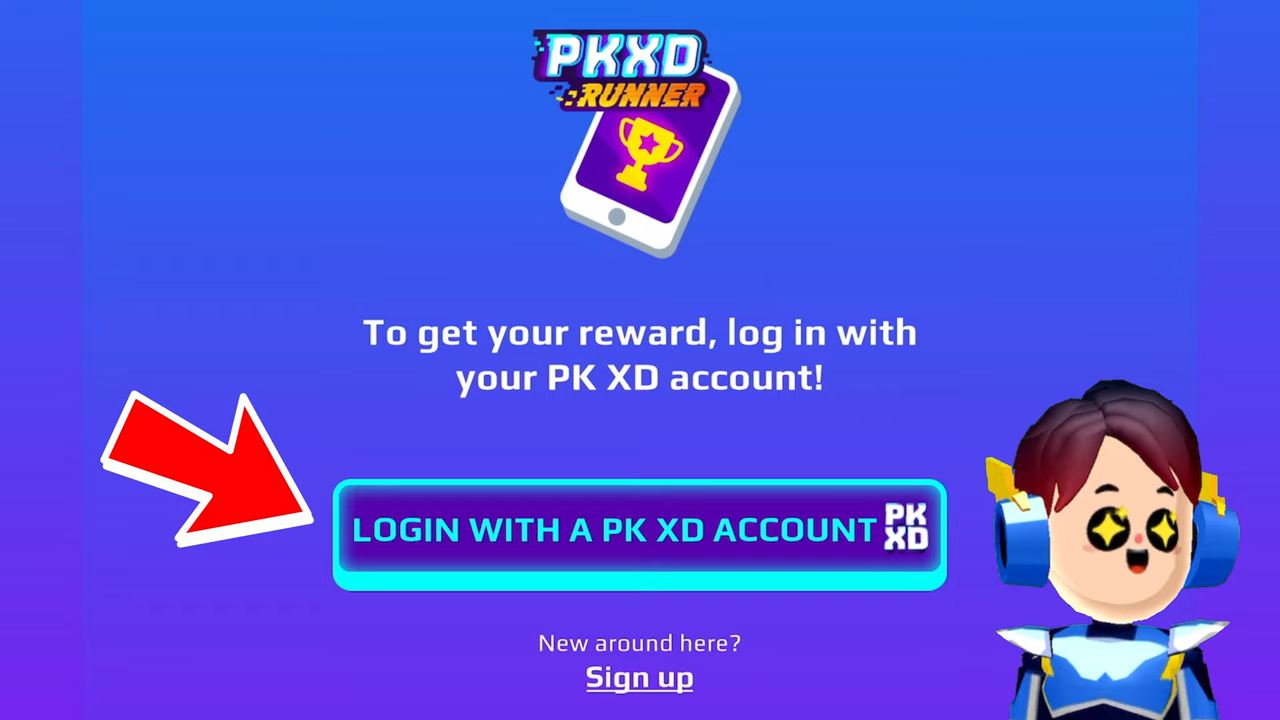 PKXD
RUNNER
To get your reward, log in with
your PK XD account!
LOGIN WITH A PK XD ACCOUNT
PK
XD
New around here?
Sign up